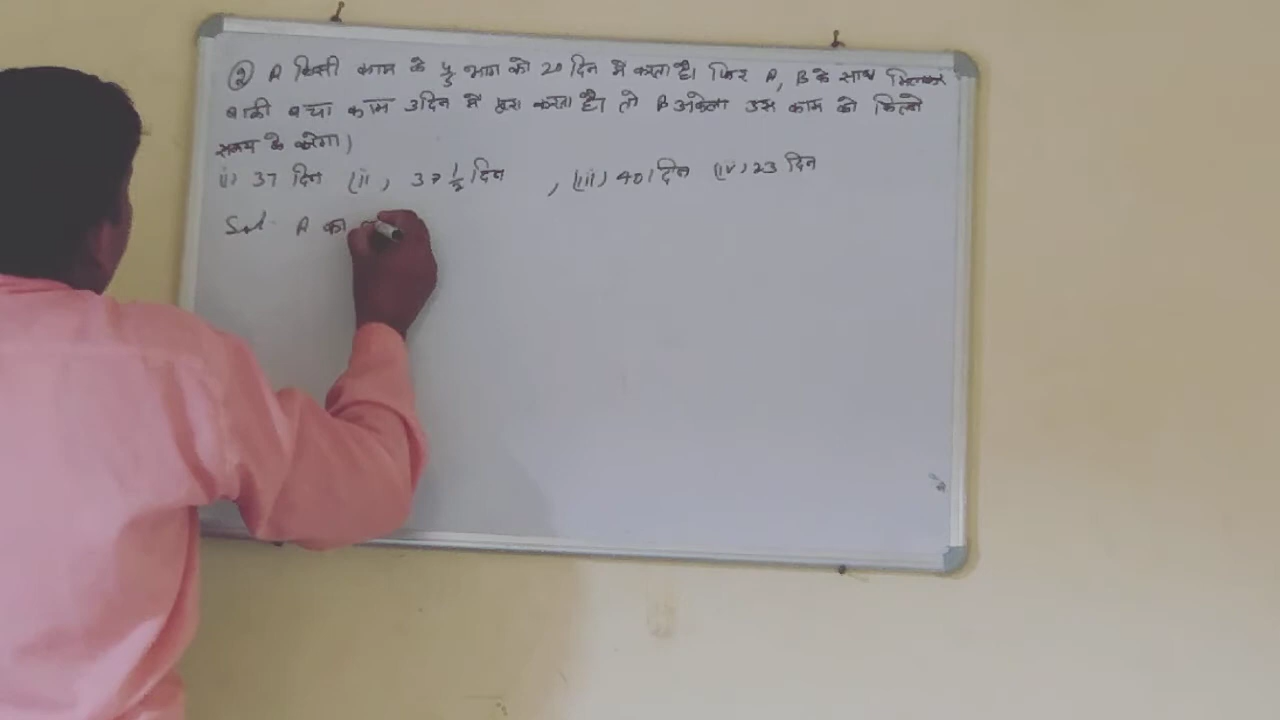 ② A किसी काम के 4/5 भाग को 20 दिन में करता है। फिर A, B के साथ मिलकर
बाकी बचा काम 3 दिन में पुरा करता है। तो B अकेला उस काम को कितने
समय के करेगा)
(i) 37 दिन (ii) 37 1/2 दिन , (iii) 40 दिन (iv) 23 दिन
Sol- A का